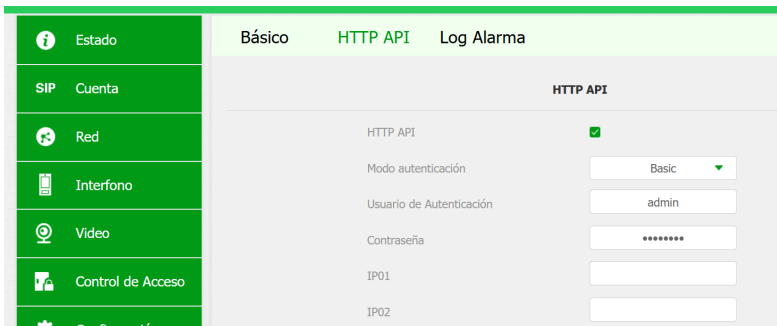 Estado
SIP Cuenta
Red
Interfono
Video
Control de Acceso
Básico HTTP API Log Alarma
HTTP API
HTTP API
Modo autenticación Basic
Usuario de Autenticación admin
Contraseña ••••••••
IP01
IP02